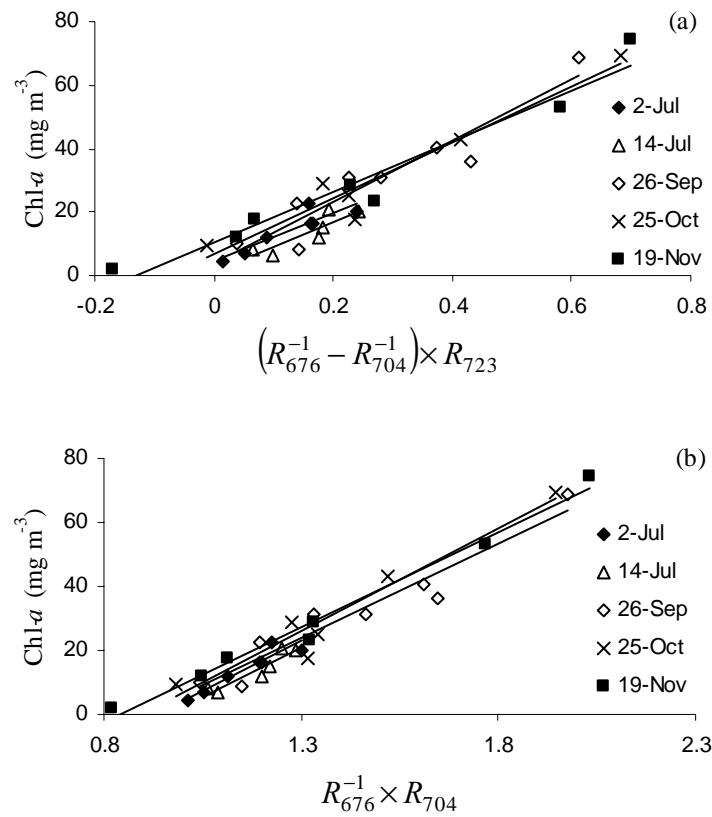 (a)
80
60
40
20
0
Chl-a (mg m⁻³)
2-Jul
14-Jul
26-Sep
25-Oct
19-Nov
-0.2 0 0.2 0.4 0.6 0.8
(R₆₇₆⁻¹ − R₇₀₄⁻¹) × R₇₂₃
(b)
80
60
40
20
0
Chl-a (mg m⁻³)
2-Jul
14-Jul
26-Sep
25-Oct
19-Nov
0.8 1.3 1.8 2.3
R₆₇₆⁻¹ × R₇₀₄